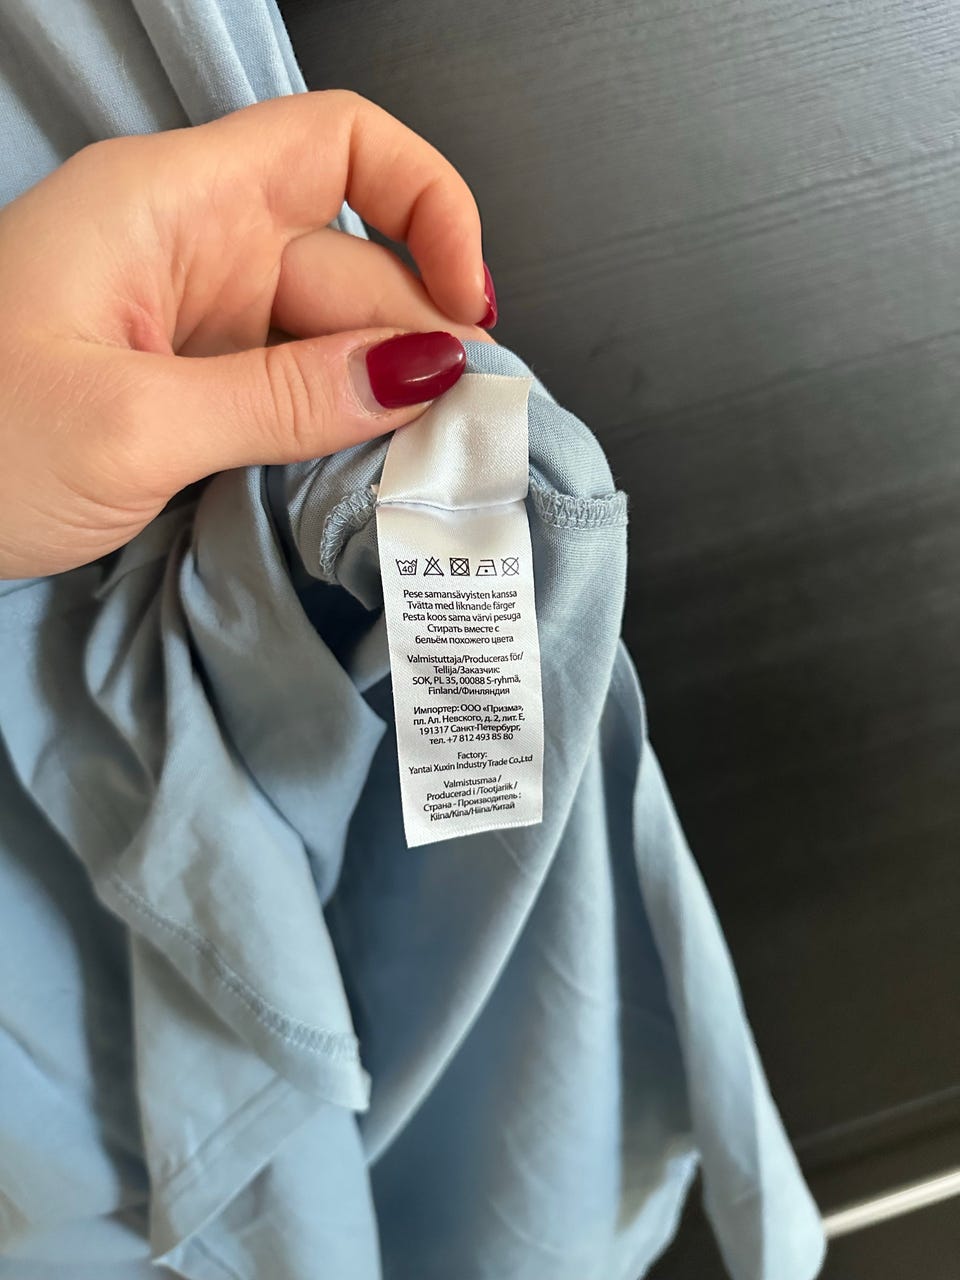 40
Pese samansävyisten kanssa
Tvätta med liknande färger
Pesta koos sama värvi pesuga
Стирать вместе с
бельём похожего цвета
Valmistuttaja/Produceras för/
Tellija/Заказчик:
SOK, PL 35, 00088 S-ryhmä,
Finland/Финляндия
Импортер: ООО «Призма»,
пл. Ал. Невского, д. 2, лит. Е,
191317 Санкт-Петербург,
тел. +7 812 493 85 80
Factory:
Yantai Xuxin Industry Trade Co.,Ltd
Valmistusmaa /
Producerad i /Tootjariik /
Страна - Производитель :
Kiina/Kina/Hiina/Китай